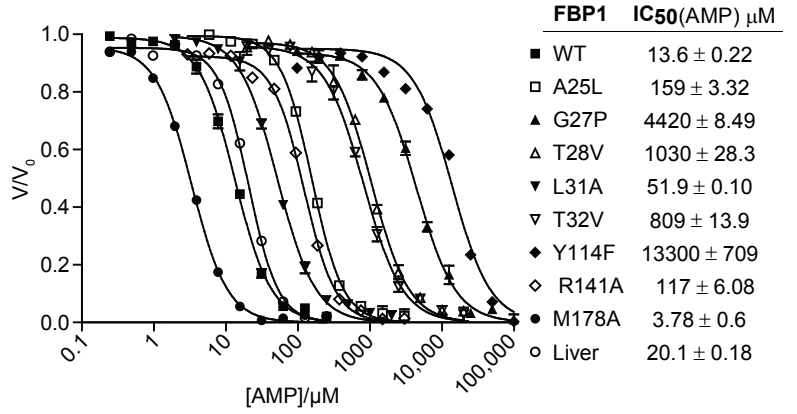 FBP1 IC50(AMP) μM
WT 13.6 ± 0.22
A25L 159 ± 3.32
G27P 4420 ± 8.49
T28V 1030 ± 28.3
L31A 51.9 ± 0.10
T32V 809 ± 13.9
Y114F 13300 ± 709
R141A 117 ± 6.08
M178A 3.78 ± 0.6
Liver 20.1 ± 0.18
V/V0
1.0
0.8
0.6
0.4
0.2
0.0
0.1 1 10 100 1000 10,000 100,000
[AMP]/μM